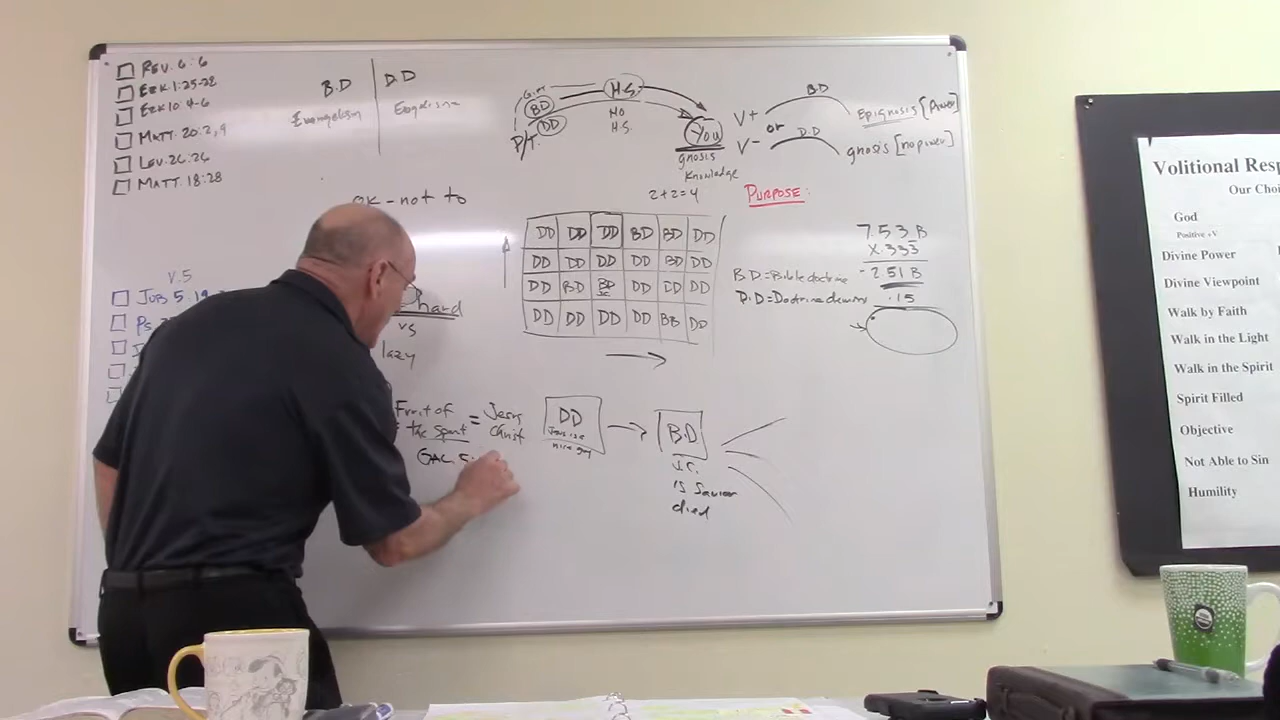 REV. 6:6
EZK 1:25-28
EZK 10:4-6
MATT. 20:2,9
LEV. 26:26
MATT. 18:28
B.D
D.D
Evangelism
OK - not to
V.5
JOB 5:19
Ps
hard
vs
lazy
Fruit of
the spirit
= Jesus
Christ
GAL. 5:
Gift
BD
DD
P/T.
H.S.
No
H.S.
You
gnosis
Knowledge
2+2=4
V+
or
V-
BD
D.D
Epignosis [Power]
gnosis [no power]
PURPOSE:
DD DD DD BD BD DD
DD DD DD DD BD DD
DD BD BD DD DD DD
DD DD DD DD BD DD
B.D. = Bible doctrine
D.D = Doctrine demons
7.53 B
X.333
2.51 B
.15
DD
Jesus is a
nice guy
B.D
J.C.
is Savior
died
Volitional Resp
Our Choi
God
Positive +V
Divine Power
Divine Viewpoint
Walk by Faith
Walk in the Light
Walk in the Spirit
Spirit Filled
Objective
Not Able to Sin
Humility